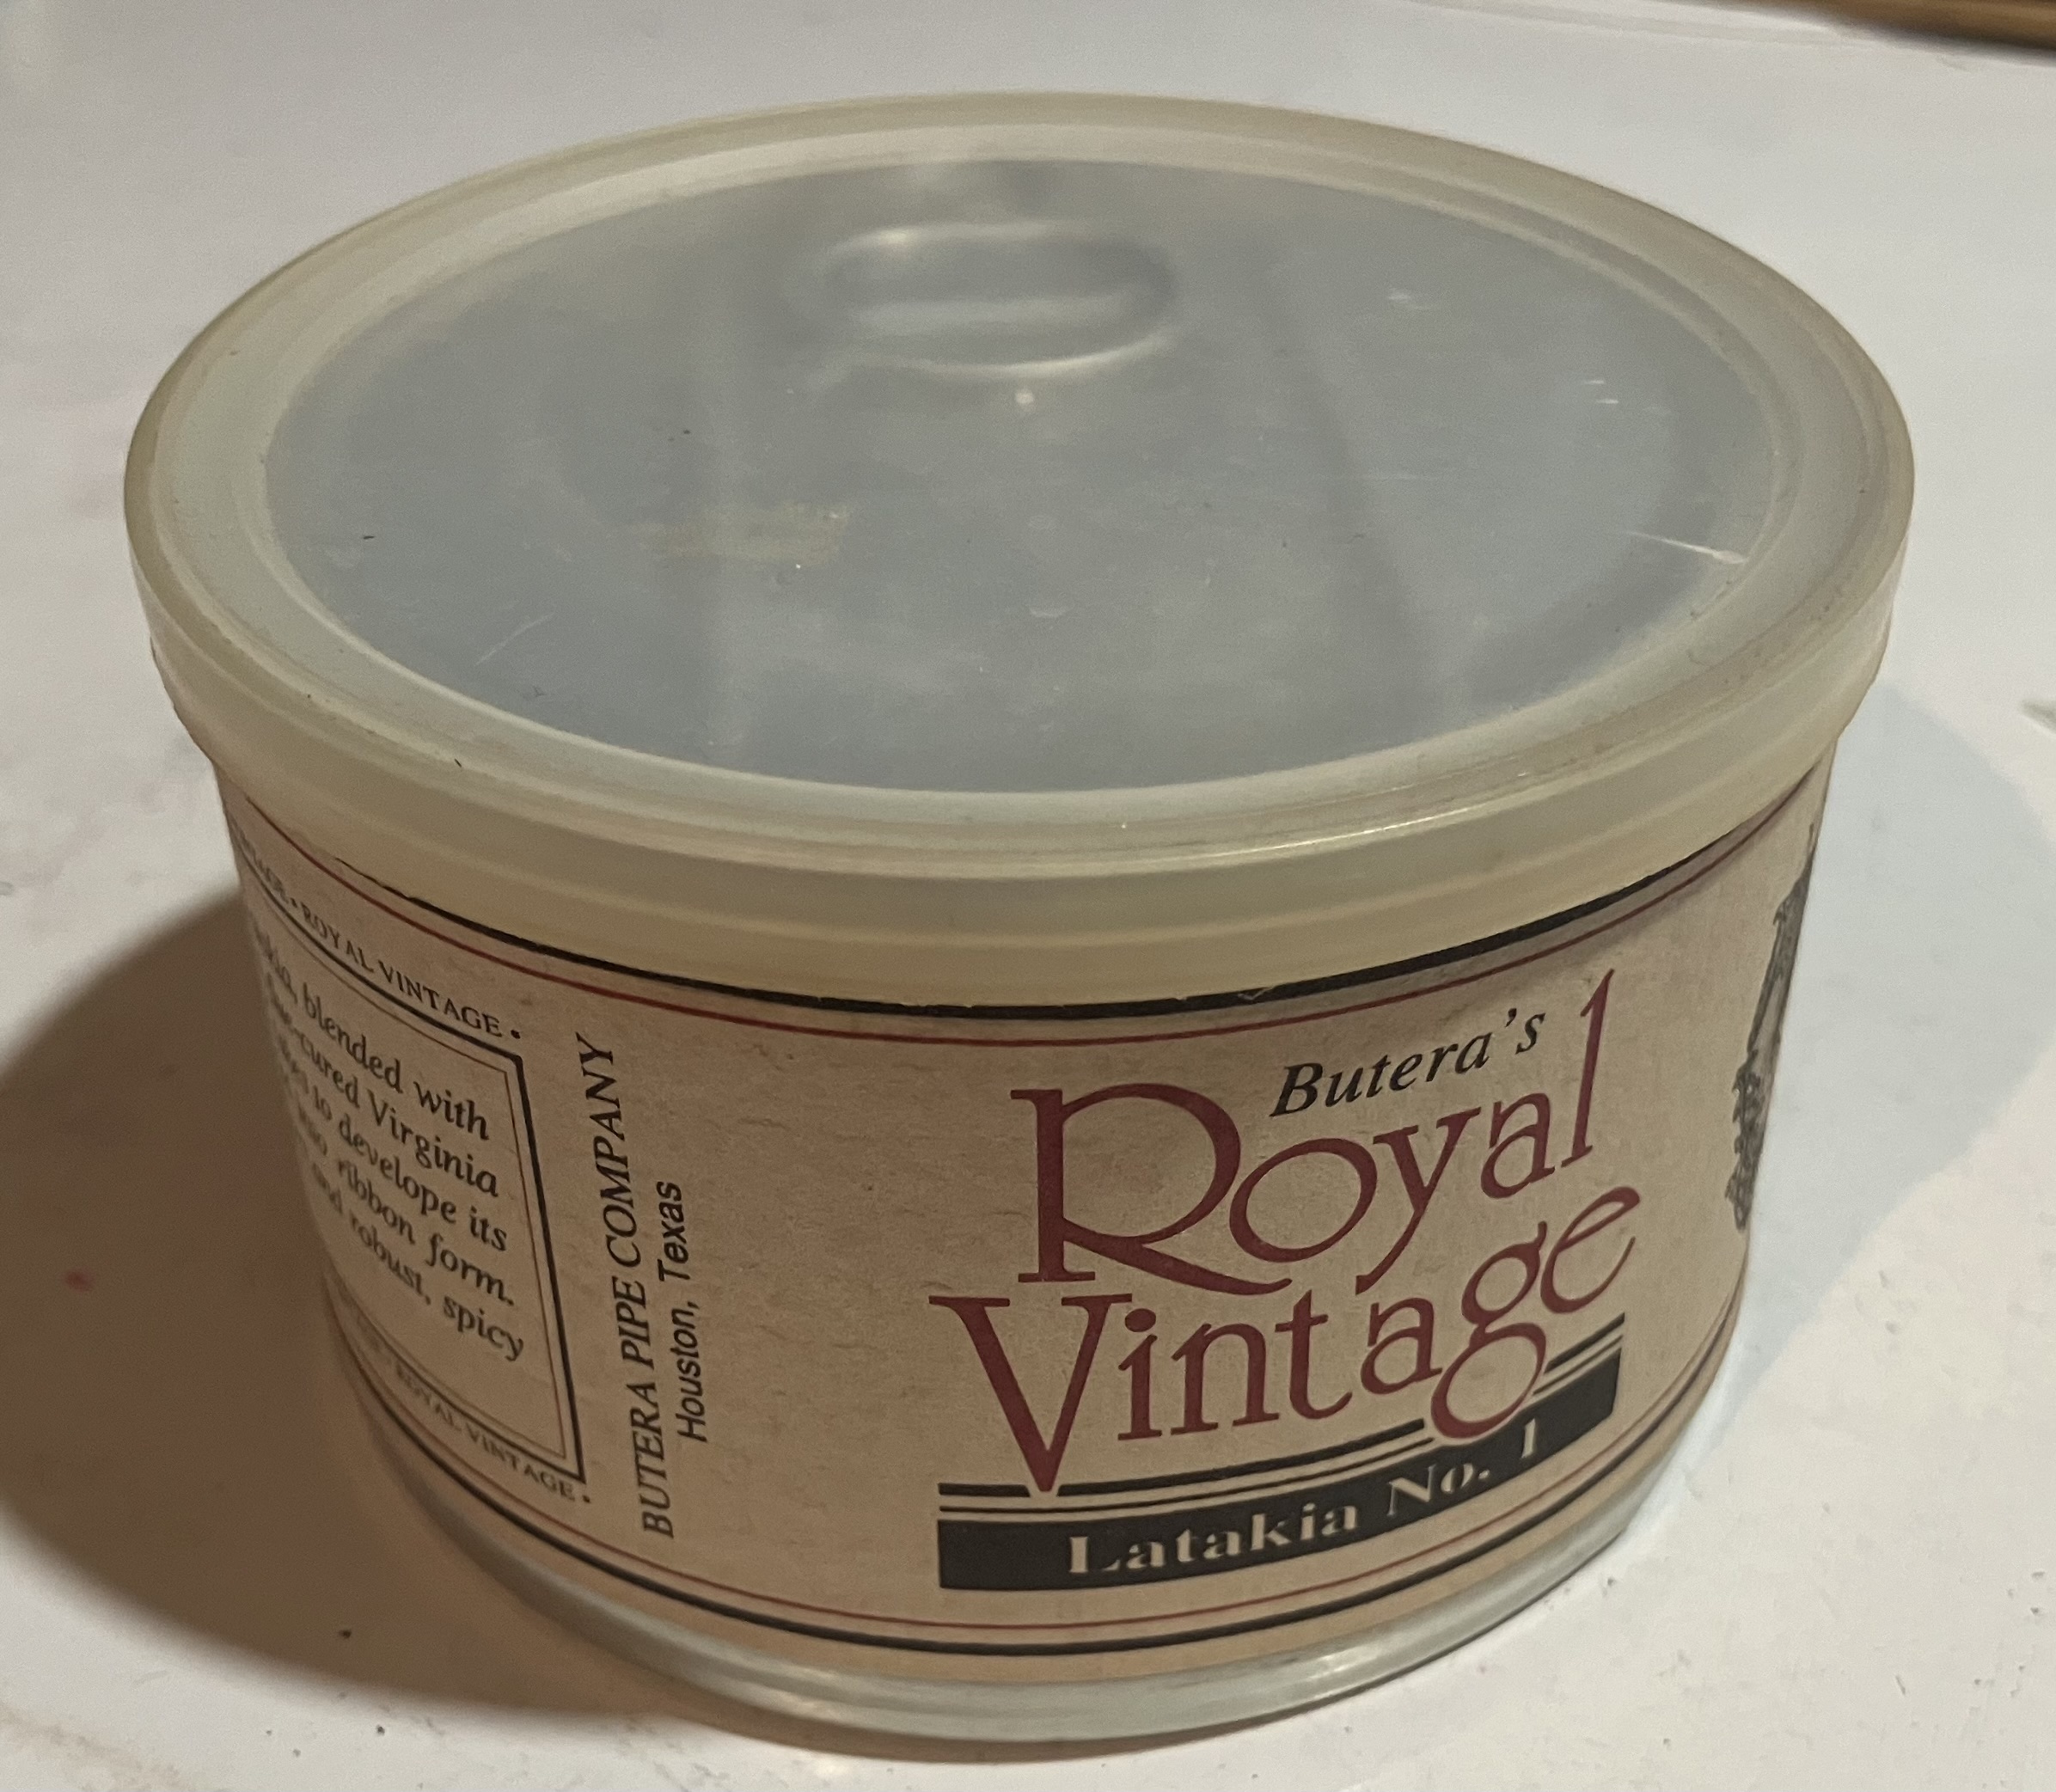 ROYAL VINTAGE •
blended with
Virginia
to develope its
ribbon form.
and robust, spicy
ROYAL VINTAGE •
BUTERA PIPE COMPANY
Houston, Texas
Butera's
Royal
Vintage
Latakia No. 1